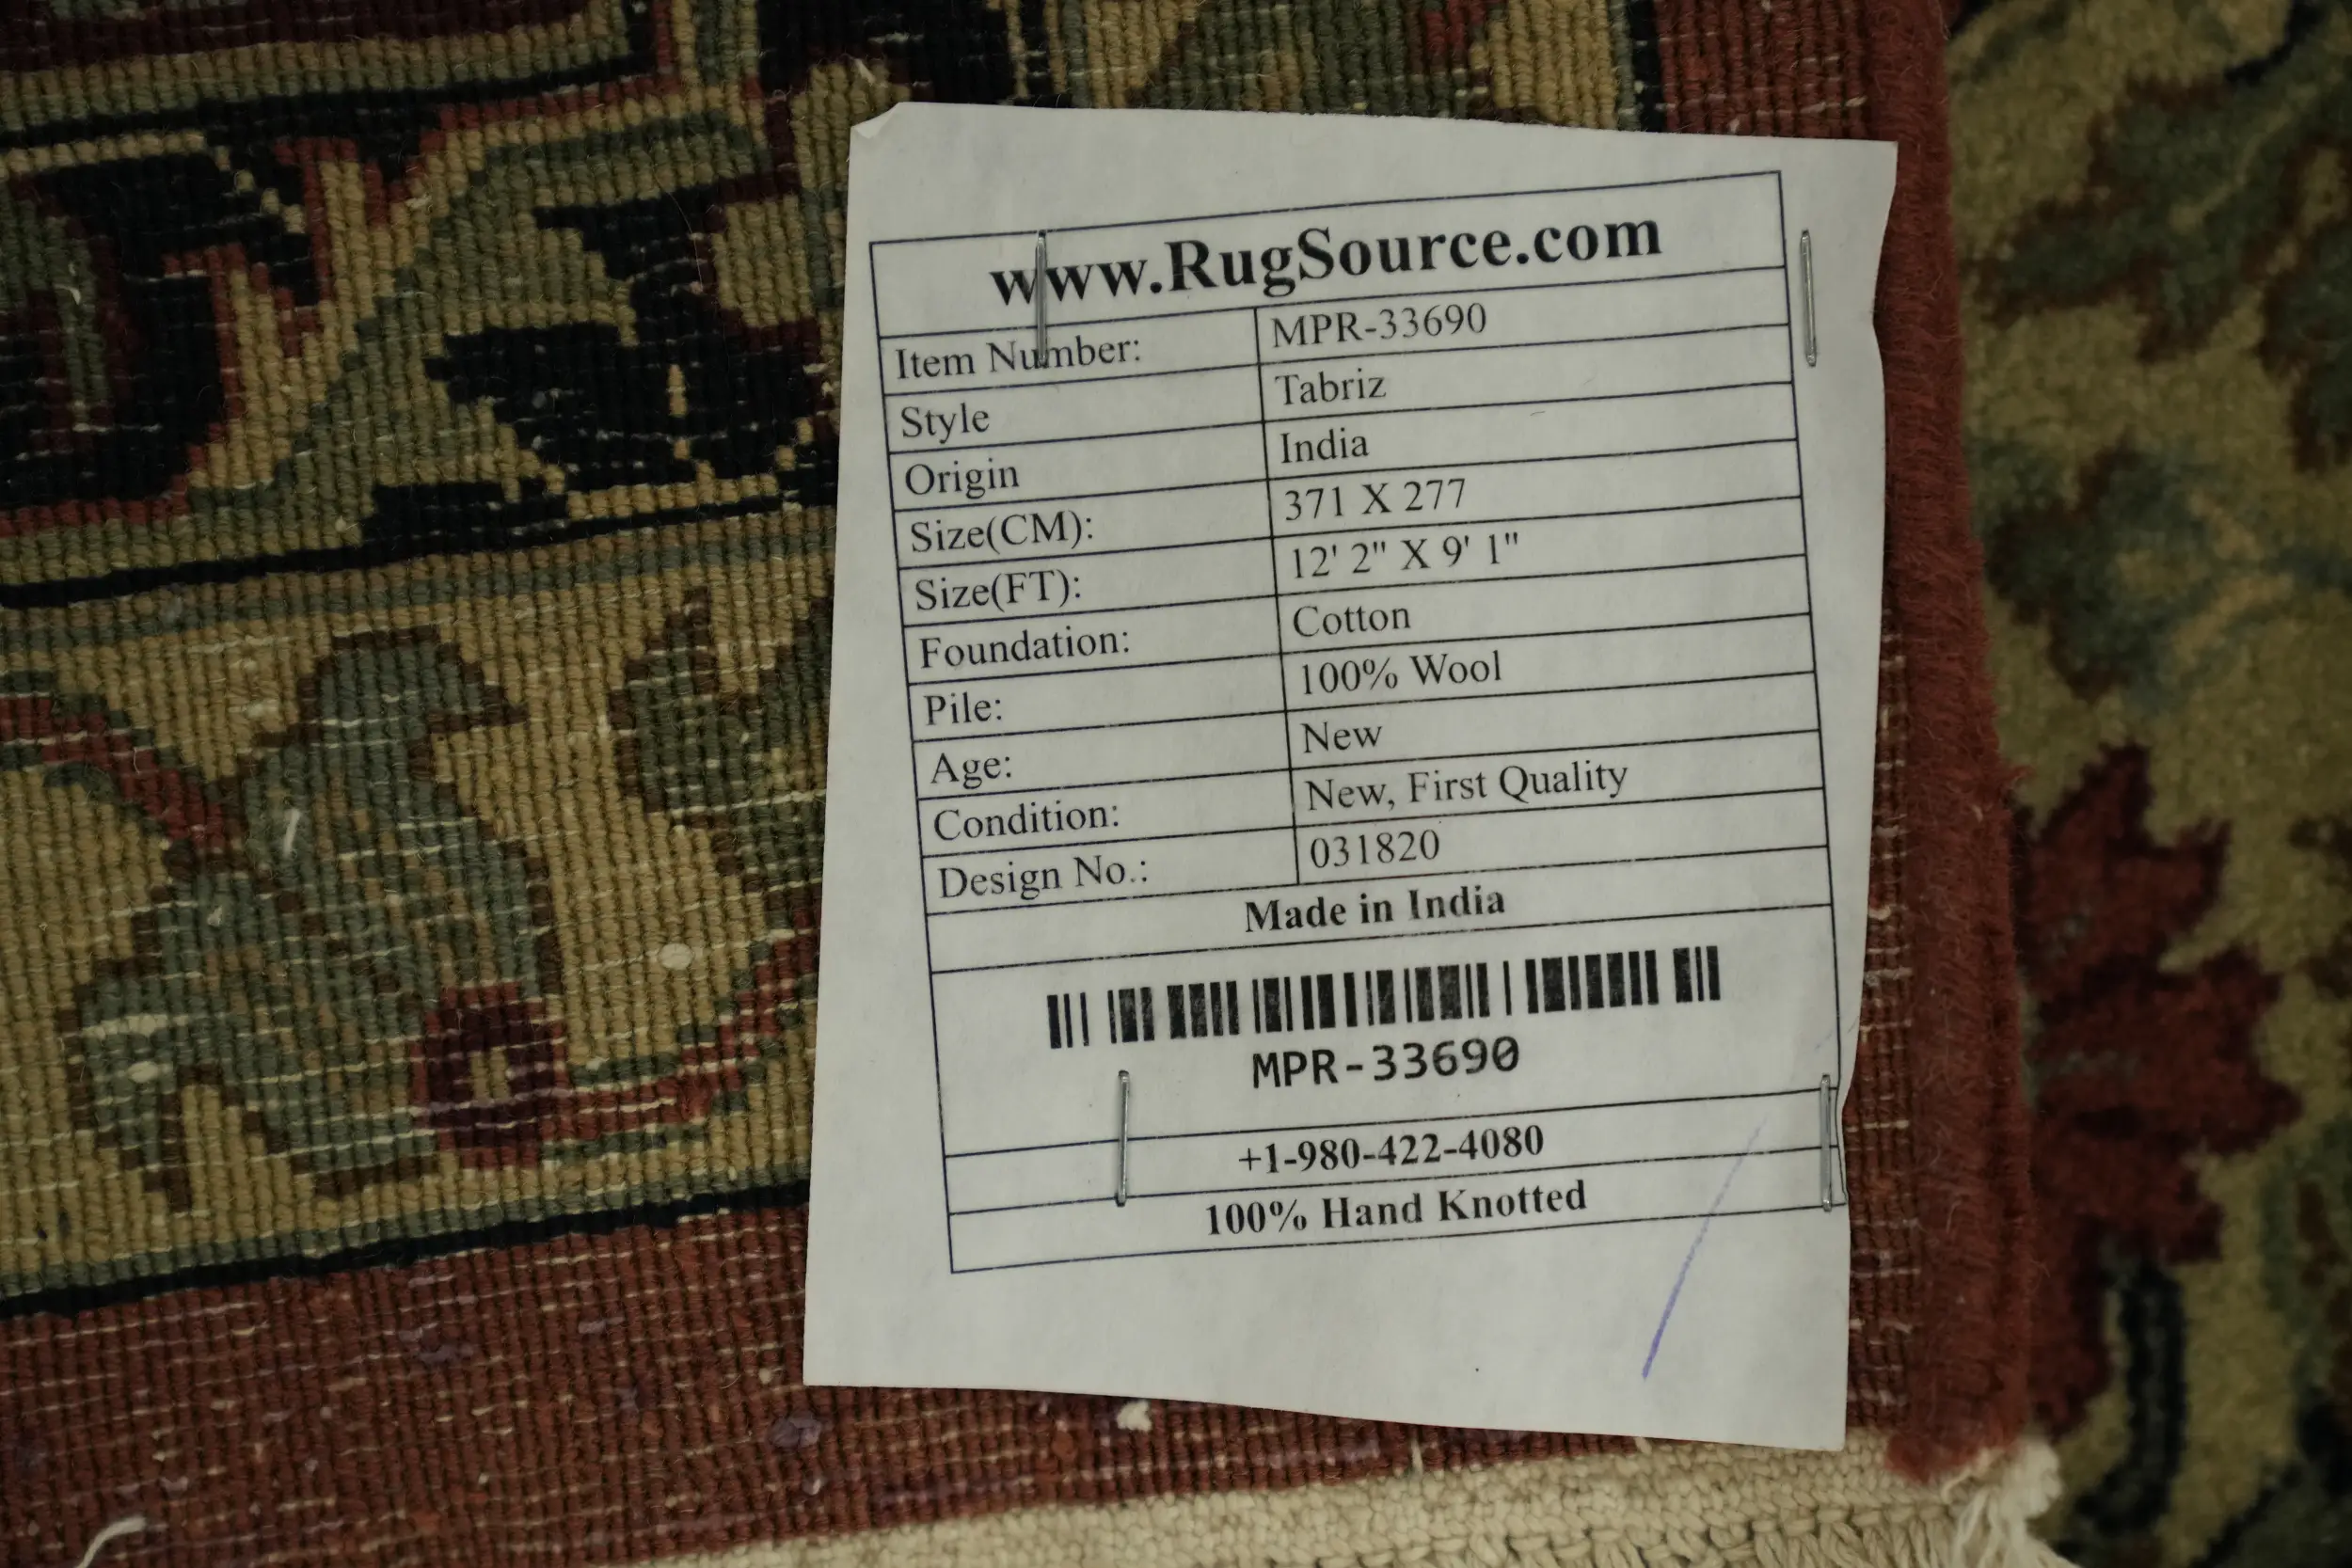 www.RugSource.com
Item Number: MPR-33690
Style Tabriz
Origin India
Size(CM): 371 X 277
Size(FT): 12' 2" X 9' 1"
Foundation: Cotton
Pile: 100% Wool
Age: New
Condition: New, First Quality
Design No.: 031820
Made in India
MPR-33690
+1-980-422-4080
100% Hand Knotted